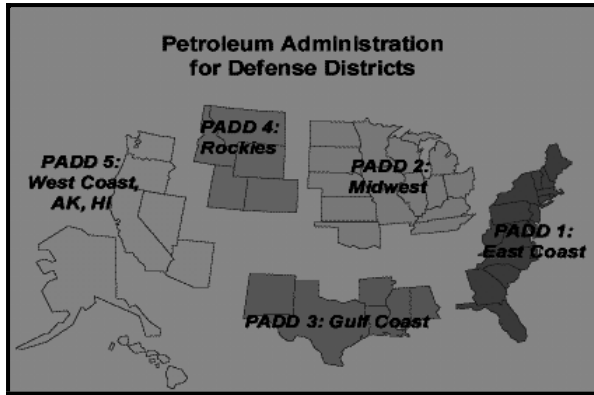 Petroleum Administration
for Defense Districts
PADD 5:
West Coast,
AK, HI
PADD 4:
Rockies
PADD 2:
Midwest
PADD 1:
East Coast
PADD 3: Gulf Coast